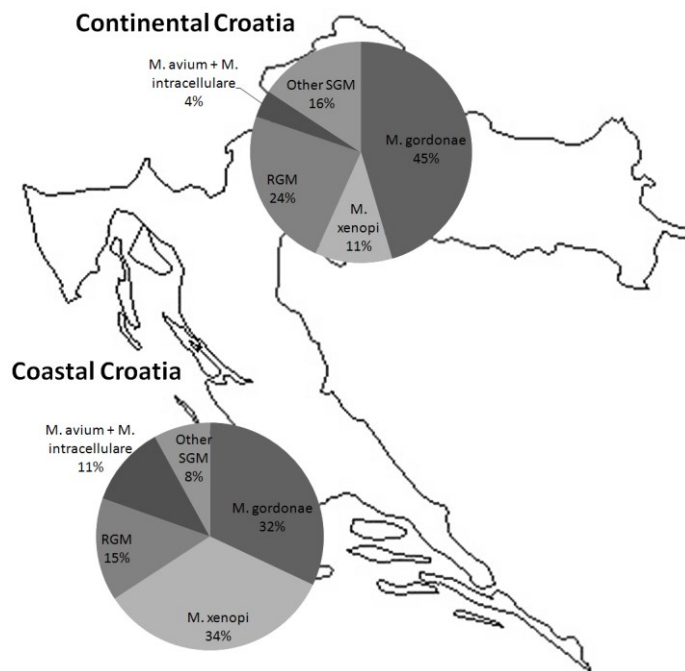 Continental Croatia
M. avium + M.
intracellulare
4%
Other SGM
16%
M. gordonae
45%
RGM
24%
M.
xenopi
11%
Coastal Croatia
M. avium + M.
intracellulare
11%
Other
SGM
8%
M. gordonae
32%
RGM
15%
M. xenopi
34%